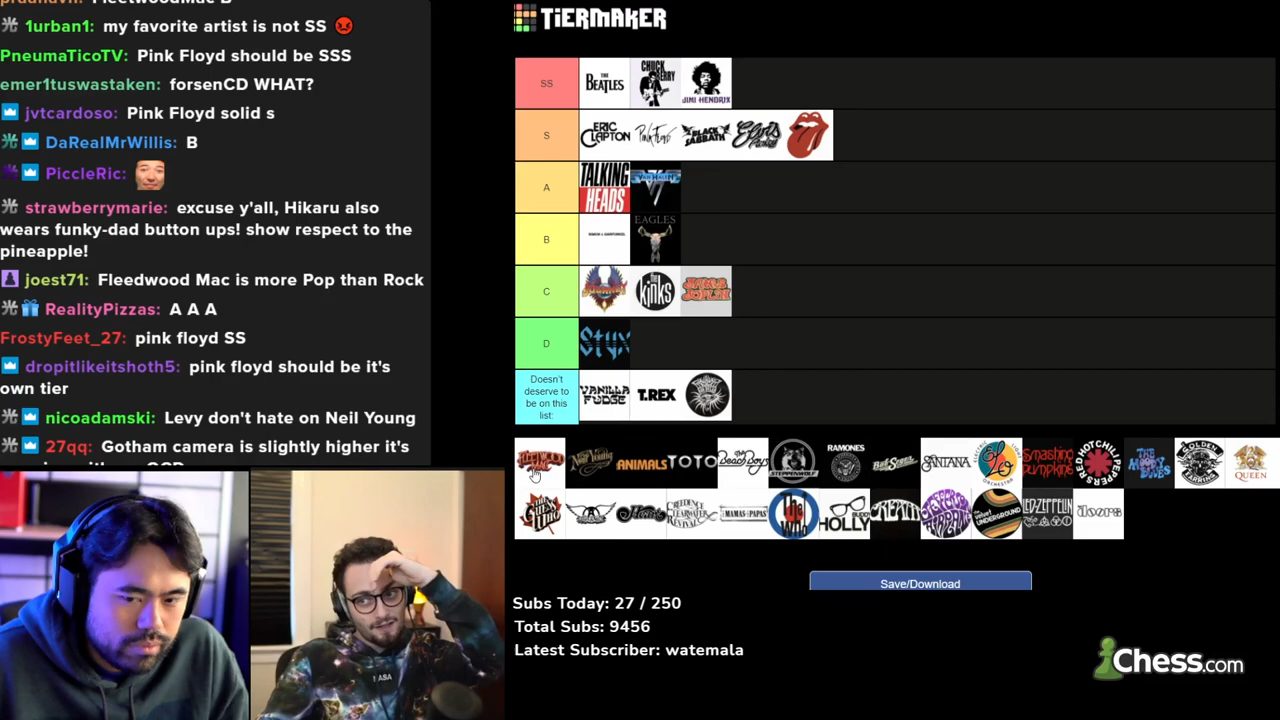 1urban1: my favorite artist is not SS
PneumaTicoTV: Pink Floyd should be SSS
emer1tuswastaken: forsenCD WHAT?
jvtcardoso: Pink Floyd solid s
DaRealMrWillis: B
PiccleRic:
strawberrymarie: excuse y'all, Hikaru also
wears funky-dad button ups! show respect to the
pineapple!
joest71: Fleedwood Mac is more Pop than Rock
RealityPizzas: A A A
FrostyFeet_27: pink floyd SS
dropitlikeitshoth5: pink floyd should be it's
own tier
nicoadamski: Levy don't hate on Neil Young
27qq: Gotham camera is slightly higher it's
TIERMAKER
SS
THE BEATLES
CHUCK BERRY
JIMI HENDRIX
S
ERIC CLAPTON
Pink Floyd
BLACK SABBATH
Elvis Presley
A
TALKING HEADS
VAN HALEN
B
SIMON & GARFUNKEL
EAGLES
C
JOURNEY
the kinks
JANIS JOPLIN
D
STYX
Doesn't
deserve to
be on this
list:
VANILLA FUDGE
T.REX
FLEETWOOD MAC
Neil Young
ANIMALS
TOTO
The Beach Boys
STEPPENWOLF
RAMONES
Bob Seger
SANTANA
ELECTRIC LIGHT ORCHESTRA
Smashing Pumpkins
RED HOT CHILI PEPPERS
THE MOODY BLUES
GOLDEN EARRING
QUEEN
THE GUESS WHO
AEROSMITH
Heart
CREEDENCE CLEARWATER REVIVAL
THE MAMAS & THE PAPAS
The Who
BUDDY HOLLY
CREAM
JEFFERSON AIRPLANE
the Velvet UNDERGROUND
LED-ZEPPELIN
The Doors
Save/Download
Subs Today: 27 / 250
Total Subs: 9456
Latest Subscriber: watemala
Chess.com